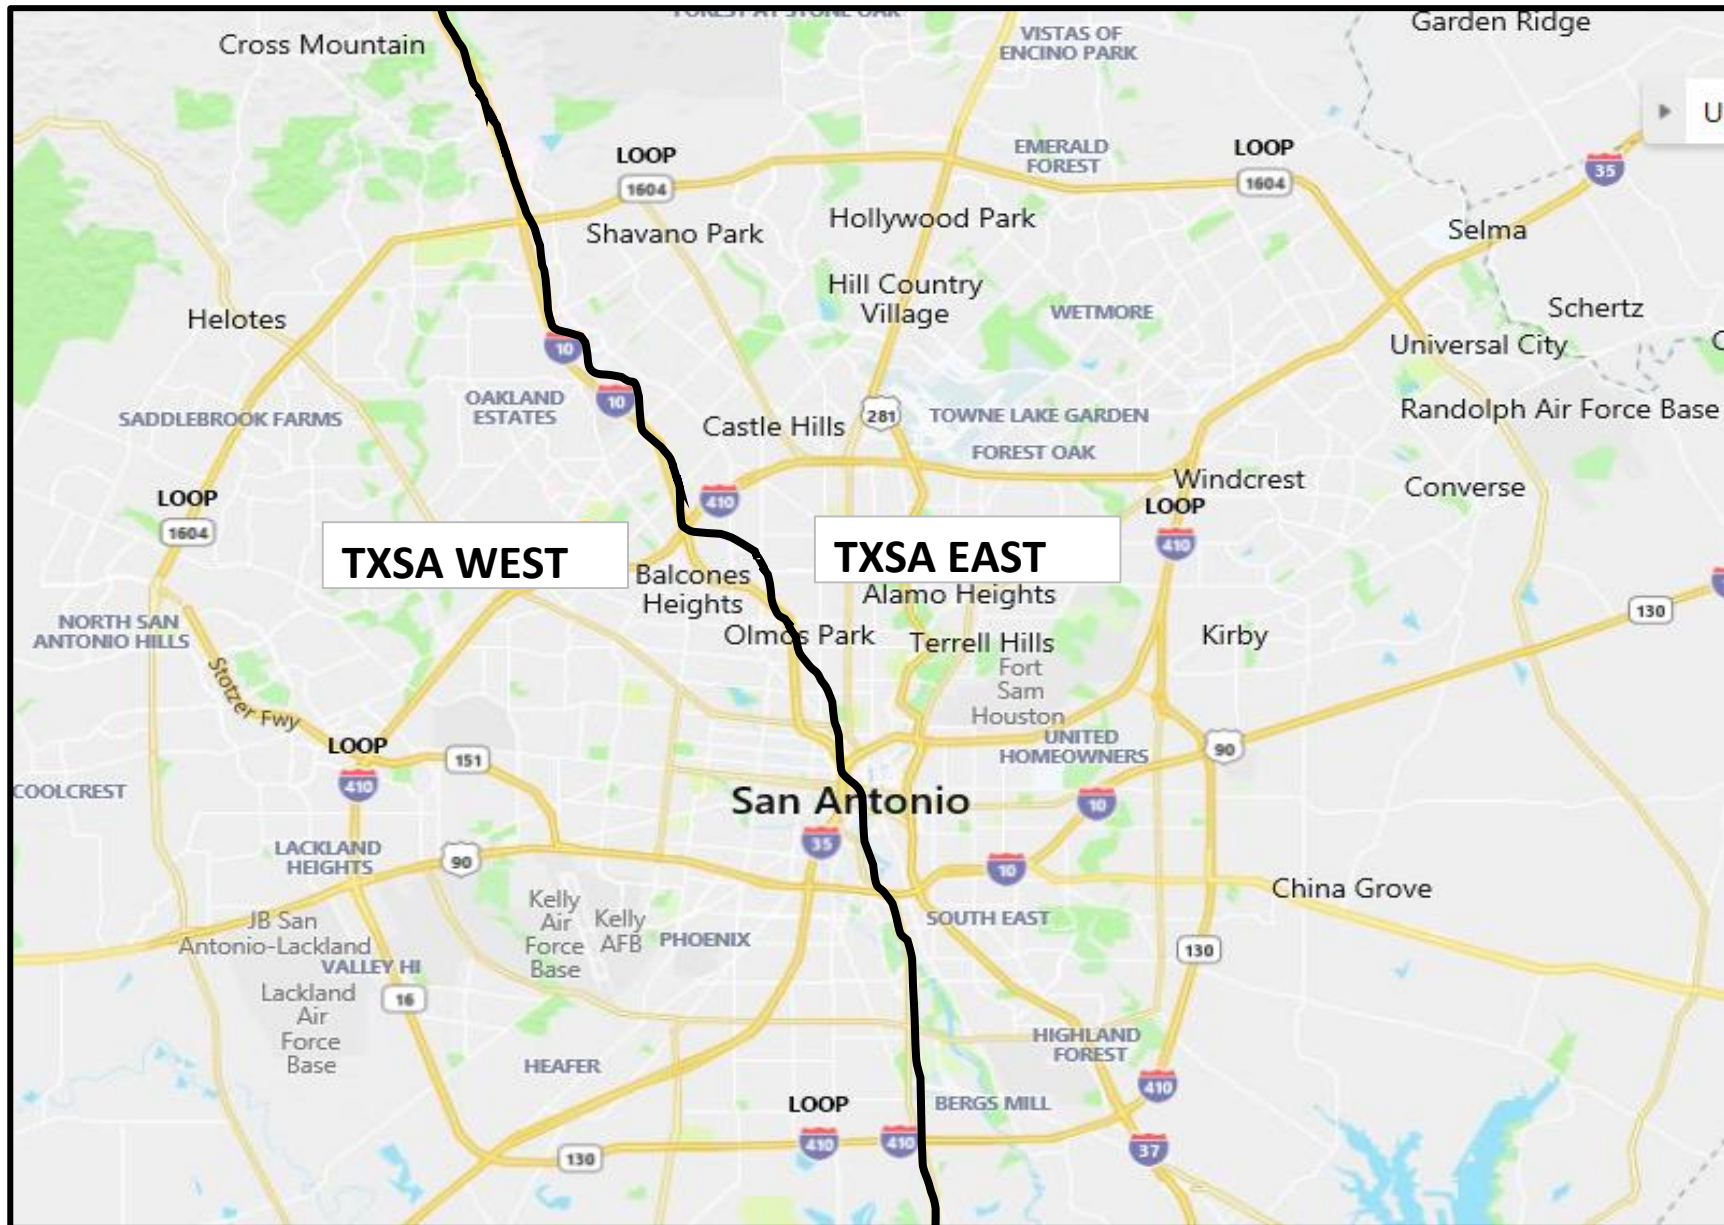 FOREST AT STONE OAK
Garden Ridge
Cross Mountain
VISTAS OF
ENCINO PARK
U
LOOP
1604
EMERALD
FOREST
LOOP
1604
35
Shavano Park
Hollywood Park
Selma
Hill Country
Village
WETMORE
Schertz
Helotes
Universal City
10
10
OAKLAND
ESTATES
SADDLEBROOK FARMS
Castle Hills
281
TOWNE LAKE GARDEN
Randolph Air Force Base
FOREST OAK
Windcrest
Converse
LOOP
1604
410
LOOP
410
TXSA WEST
TXSA EAST
Balcones
Heights
Alamo Heights
NORTH SAN
ANTONIO HILLS
130
Olmos Park
Terrell Hills
Kirby
Fort
Sam
Houston
Stotzer Fwy
UNITED
HOMEOWNERS
90
LOOP
410
151
COOLCREST
San Antonio
10
35
LACKLAND
HEIGHTS
90
10
China Grove
Kelly
Air
Force
Base
Kelly
AFB
PHOENIX
SOUTH EAST
JB San
Antonio-Lackland
VALLEY HI
130
Lackland
Air
Force
Base
16
HIGHLAND
FOREST
HEAFER
410
LOOP
410
410
BERGS MILL
130
37